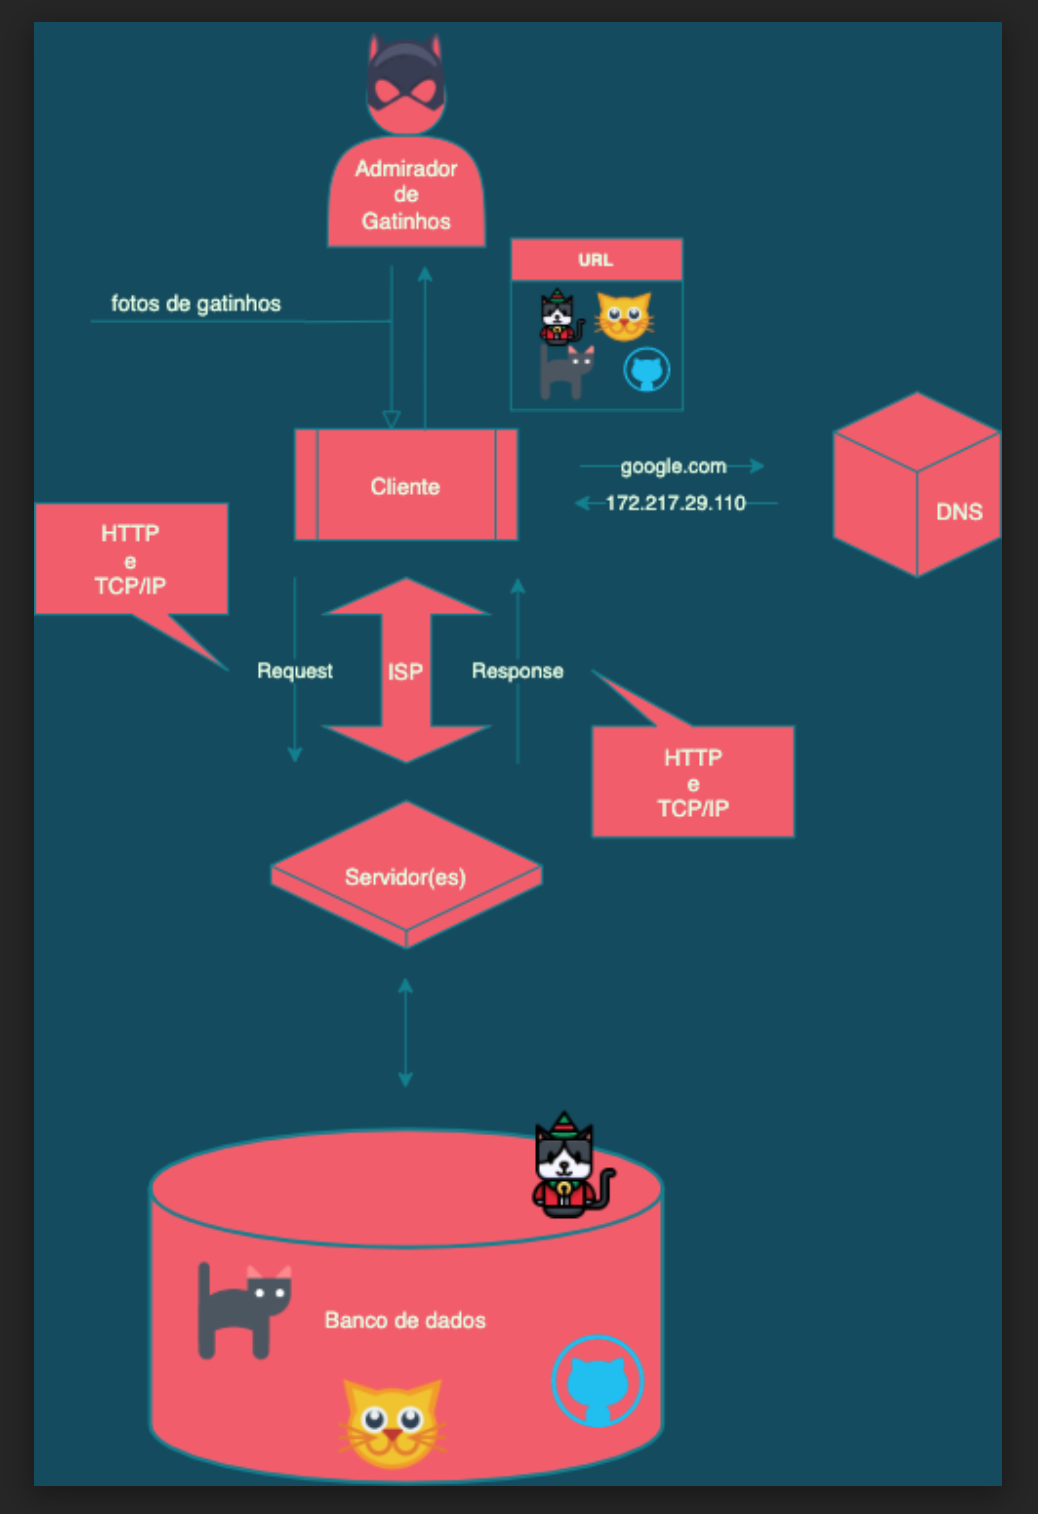 Admirador
de
Gatinhos
URL
fotos de gatinhos
google.com
Cliente
172.217.29.110
DNS
HTTP
e
TCP/IP
Request
ISP
Response
HTTP
e
TCP/IP
Servidor(es)
Banco de dados